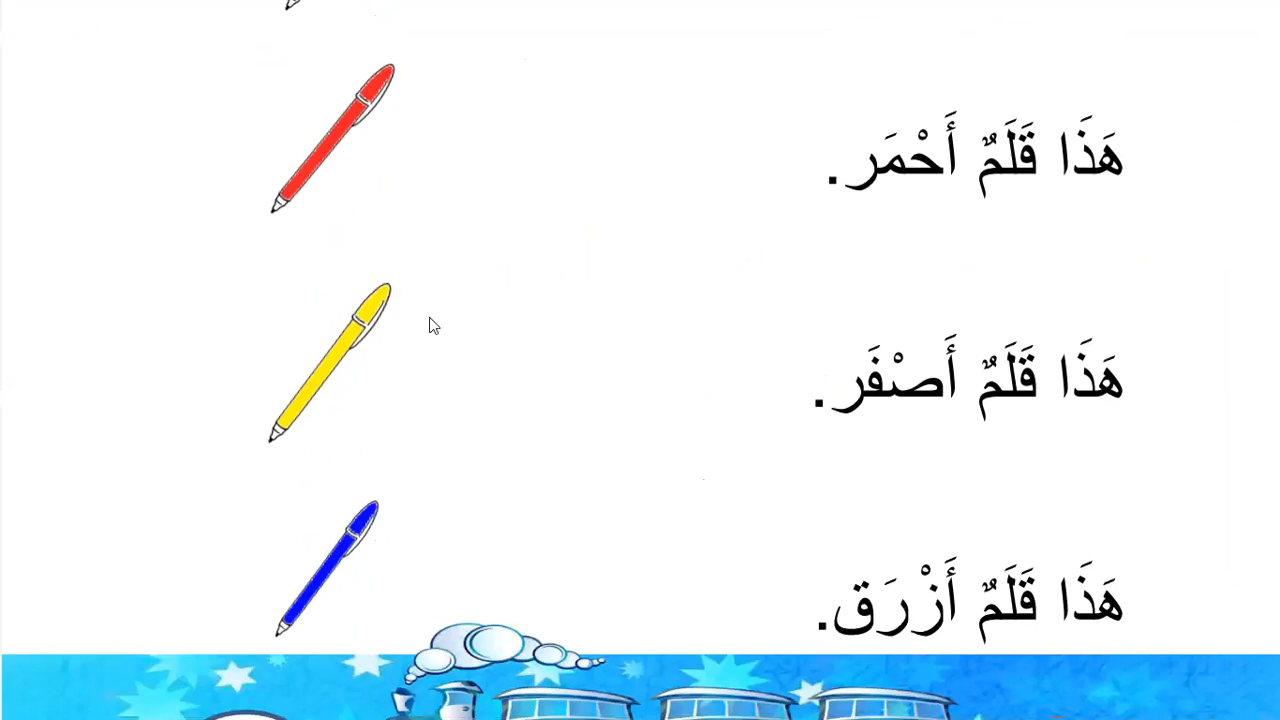 هَذَا قَلَمٌ أَحْمَر.
هَذَا قَلَمٌ أَصْفَر.
هَذَا قَلَمٌ أَزْرَق.